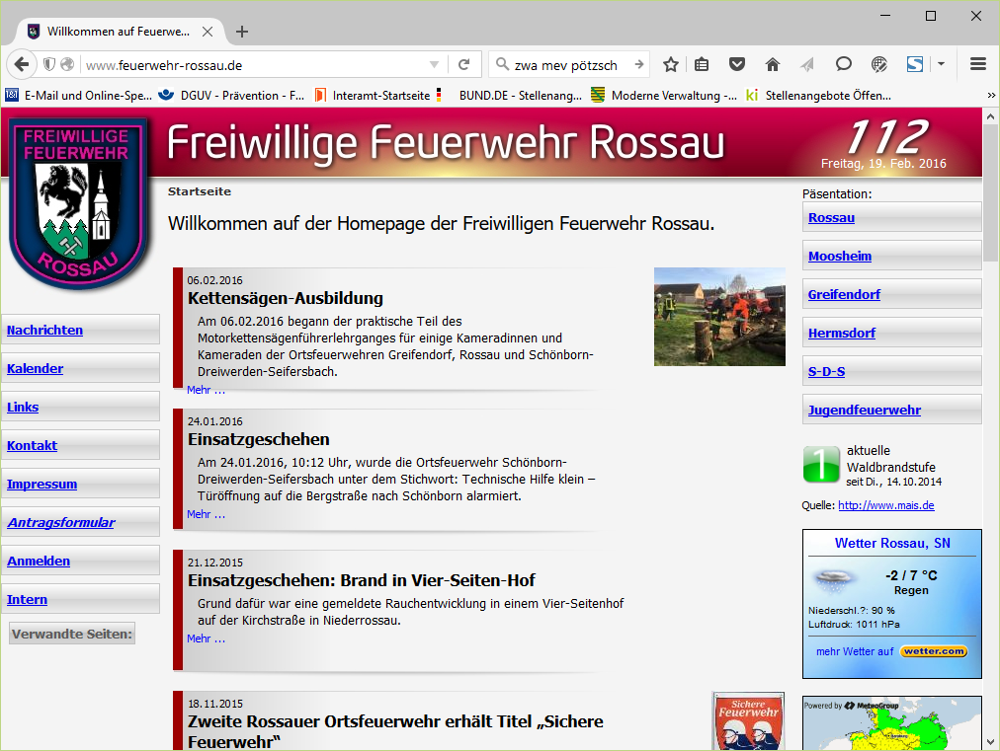 Willkommen auf Feuerwe...
www.feuerwehr-rossau.de
zwa mev pötzsch
E-Mail und Online-Spe...
DGUV - Prävention - F...
Interamt-Startseite
BUND.DE - Stellenang...
Moderne Verwaltung -...
ki Stellenangebote Öffen...
FREIWILLIGE
FEUERWEHR
ROSSAU
Freiwillige Feuerwehr Rossau
112
Freitag, 19. Feb. 2016
Startseite
Willkommen auf der Homepage der Freiwilligen Feuerwehr Rossau.
Nachrichten
Kalender
Links
Kontakt
Impressum
Antragsformular
Anmelden
Intern
Verwandte Seiten:
06.02.2016
Kettensägen-Ausbildung
Am 06.02.2016 begann der praktische Teil des
Motorkettensägenführerlehrganges für einige Kameradinnen und
Kameraden der Ortsfeuerwehren Greifendorf, Rossau und Schönborn-
Dreiwerden-Seifersbach.
Mehr ...
24.01.2016
Einsatzgeschehen
Am 24.01.2016, 10:12 Uhr, wurde die Ortsfeuerwehr Schönborn-
Dreiwerden-Seifersbach unter dem Stichwort: Technische Hilfe klein –
Türöffnung auf die Bergstraße nach Schönborn alarmiert.
Mehr ...
21.12.2015
Einsatzgeschehen: Brand in Vier-Seiten-Hof
Grund dafür war eine gemeldete Rauchentwicklung in einem Vier-Seitenhof
auf der Kirchstraße in Niederrossau.
Mehr ...
18.11.2015
Zweite Rossauer Ortsfeuerwehr erhält Titel „Sichere
Feuerwehr“
Sichere
Feuerwehr
Päsentation:
Rossau
Moosheim
Greifendorf
Hermsdorf
S-D-S
Jugendfeuerwehr
1
aktuelle
Waldbrandstufe
seit Di., 14.10.2014
Quelle: http://www.mais.de
Wetter Rossau, SN
-2 / 7 °C
Regen
Niederschl.?: 90 %
Luftdruck: 1011 hPa
mehr Wetter auf wetter.com
Powered by MeteoGroup